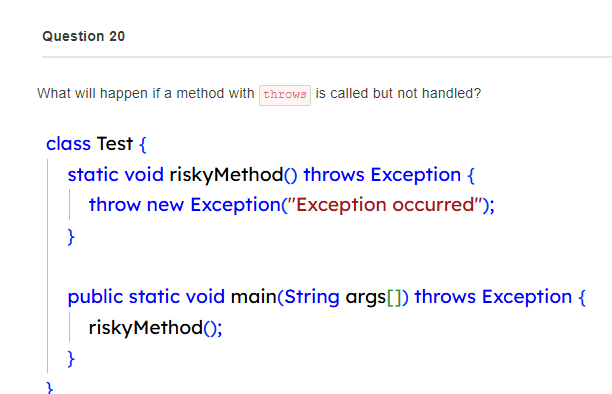 Question 20
What will happen if a method with throws is called but not handled?
class Test {
static void riskyMethod() throws Exception {
throw new Exception("Exception occurred");
}
public static void main(String args[]) throws Exception {
riskyMethod();
}
}